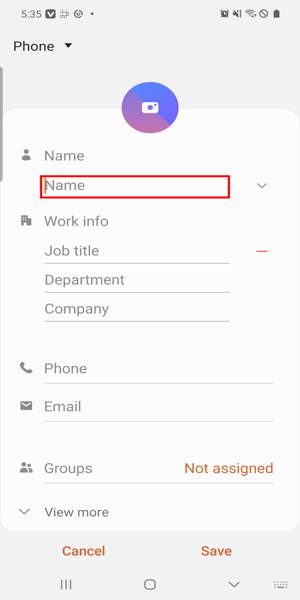 5:35
Phone
Name
Name
Work info
Job title
Department
Company
Phone
Email
Groups Not assigned
View more
Cancel Save